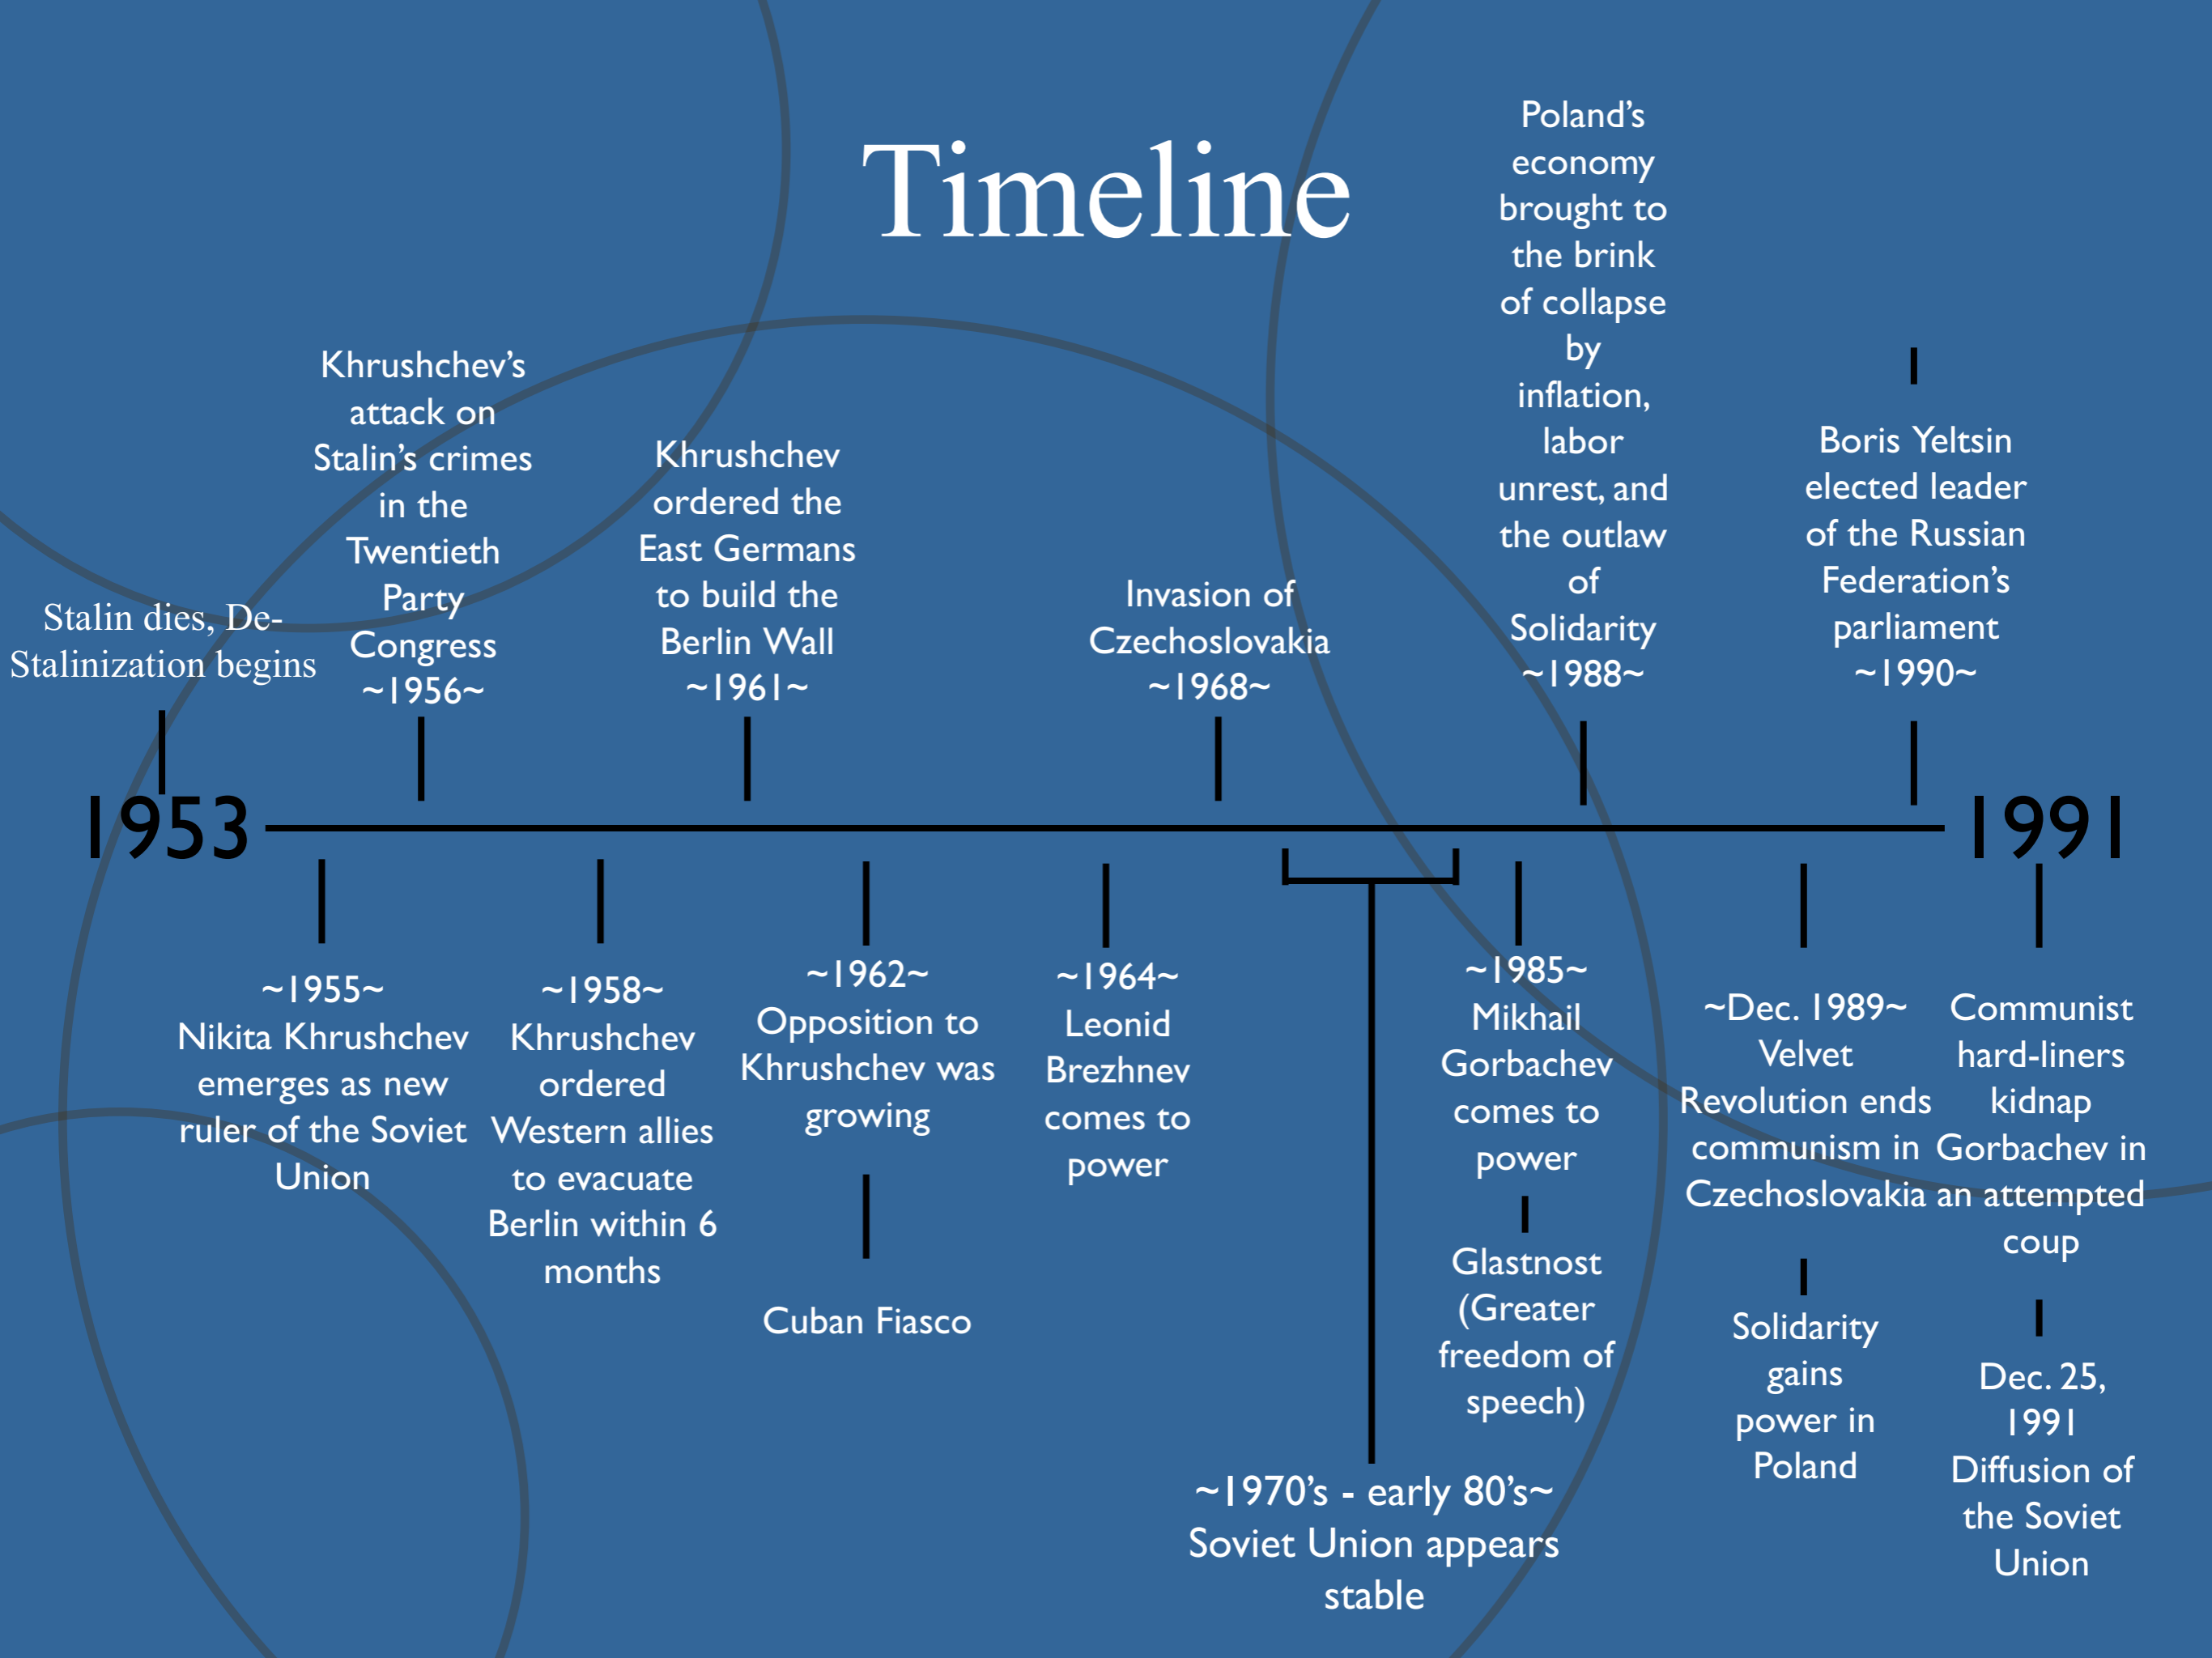 Timeline
Stalin dies, De-
Stalinization begins
Khrushchev's
attack on
Stalin's crimes
in the
Twentieth
Party
Congress
~1956~
Khrushchev
ordered the
East Germans
to build the
Berlin Wall
~1961~
Invasion of
Czechoslovakia
~1968~
Poland's
economy
brought to
the brink
of collapse
by
inflation,
labor
unrest, and
the outlaw
of
Solidarity
~1988~
Boris Yeltsin
elected leader
of the Russian
Federation's
parliament
~1990~
1953
1991
~1955~
Nikita Khrushchev
emerges as new
ruler of the Soviet
Union
~1958~
Khrushchev
ordered
Western allies
to evacuate
Berlin within 6
months
~1962~
Opposition to
Khrushchev was
growing
Cuban Fiasco
~1964~
Leonid
Brezhnev
comes to
power
~1970's - early 80's~
Soviet Union appears
stable
~1985~
Mikhail
Gorbachev
comes to
power
Glastnost
(Greater
freedom of
speech)
~Dec. 1989~
Velvet
Revolution ends
communism in
Czechoslovakia
Solidarity
gains
power in
Poland
Communist
hard-liners
kidnap
Gorbachev in
an attempted
coup
Dec. 25,
1991
Diffusion of
the Soviet
Union